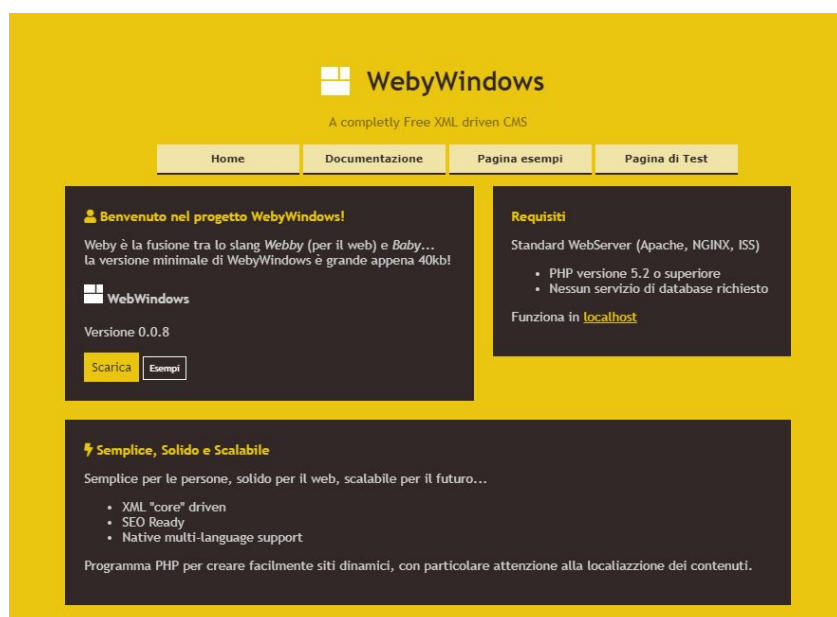 WebyWindows
A completly Free XML driven CMS
Home Documentazione Pagina esempi Pagina di Test
Benvenuto nel progetto WebyWindows!
Weby è la fusione tra lo slang Webby (per il web) e Baby...
la versione minimale di WebyWindows è grande appena 40kb!
WebWindows
Versione 0.0.8
Scarica Esempi
Requisiti
Standard WebServer (Apache, NGINX, ISS)
• PHP versione 5.2 o superiore
• Nessun servizio di database richiesto
Funziona in localhost
Semplice, Solido e Scalabile
Semplice per le persone, solido per il web, scalabile per il futuro...
• XML "core" driven
• SEO Ready
• Native multi-language support
Programma PHP per creare facilmente siti dinamici, con particolare attenzione alla localiazzione dei contenuti.